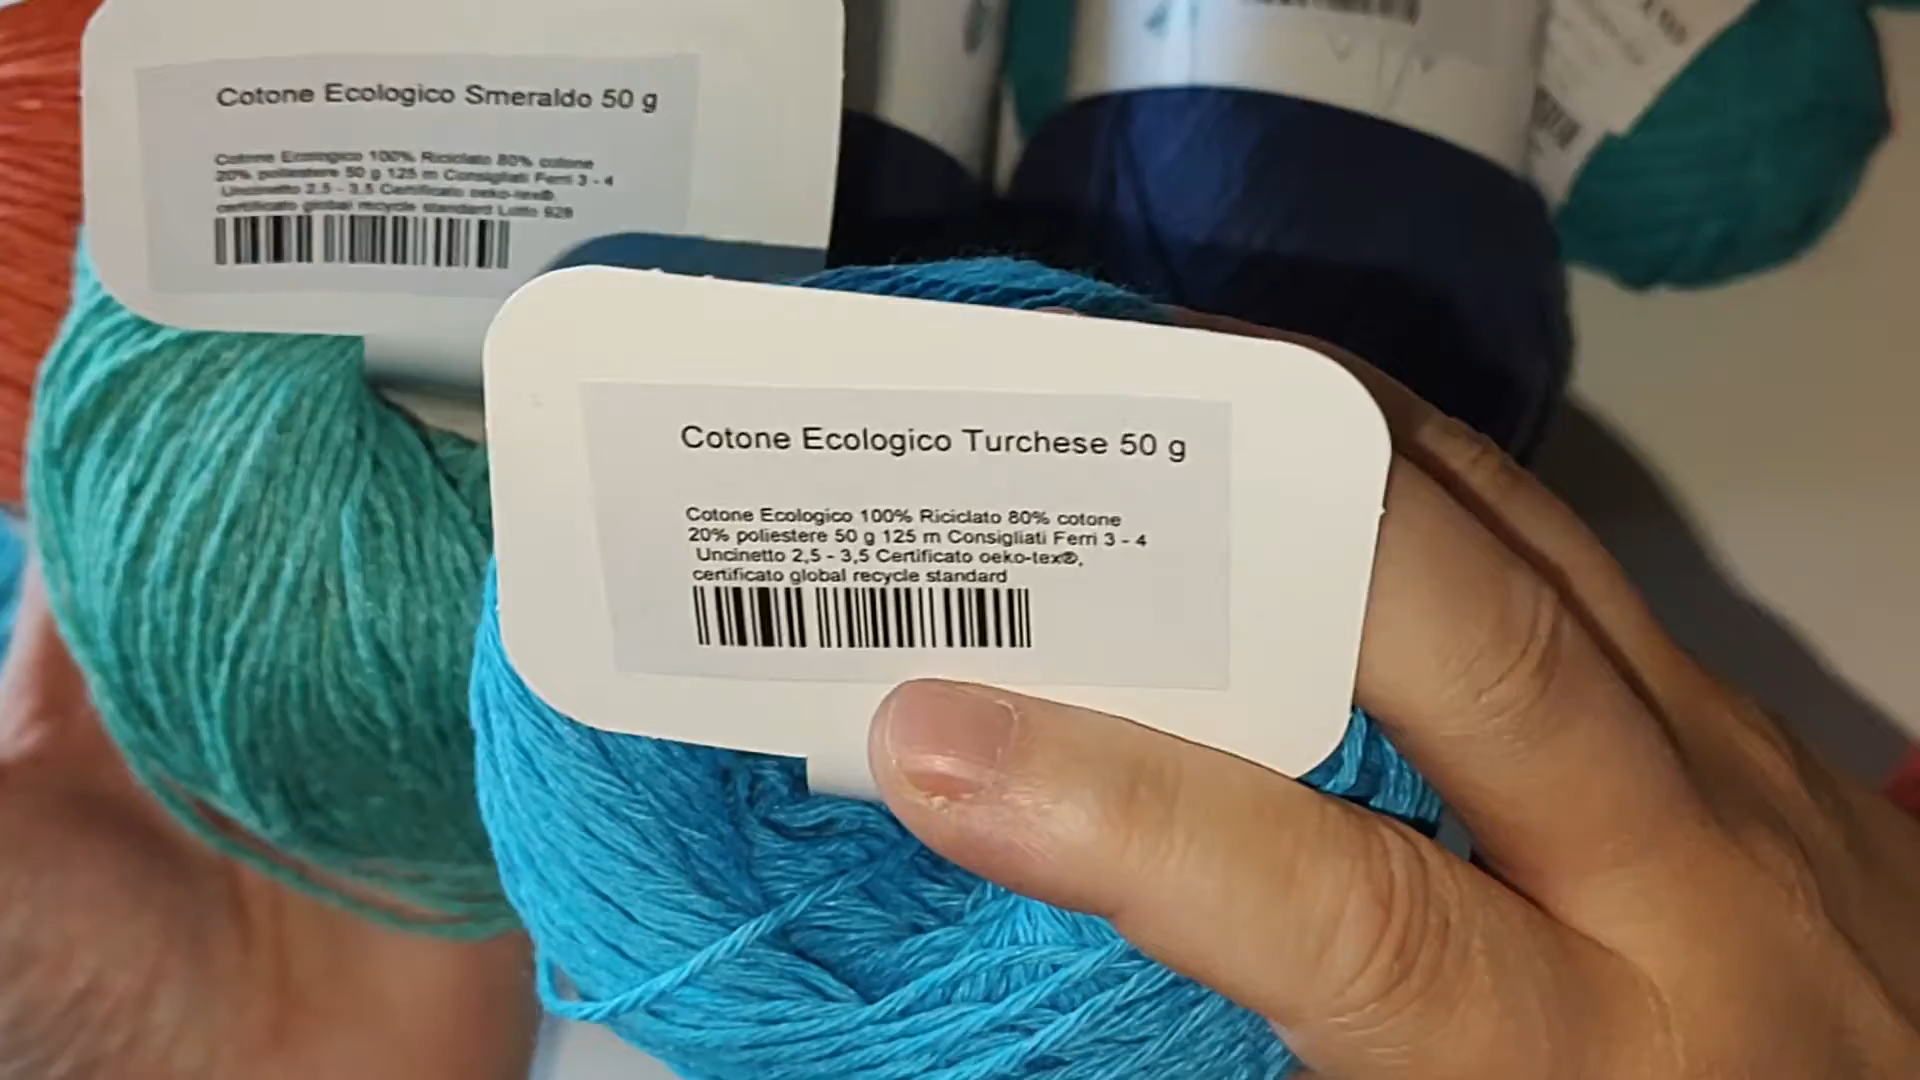 Cotone Ecologico Smeraldo 50 g
Cotone Ecologico 100% Riciclato 80% cotone
20% poliestere 50 g 125 m Consigliati Ferri 3 - 4
Uncinetto 2,5 - 3,5 Certificato oeko-tex®,
certificato global recycle standard Lotto 928
Cotone Ecologico Turchese 50 g
Cotone Ecologico 100% Riciclato 80% cotone
20% poliestere 50 g 125 m Consigliati Ferri 3 - 4
Uncinetto 2,5 - 3,5 Certificato oeko-tex®,
certificato global recycle standard